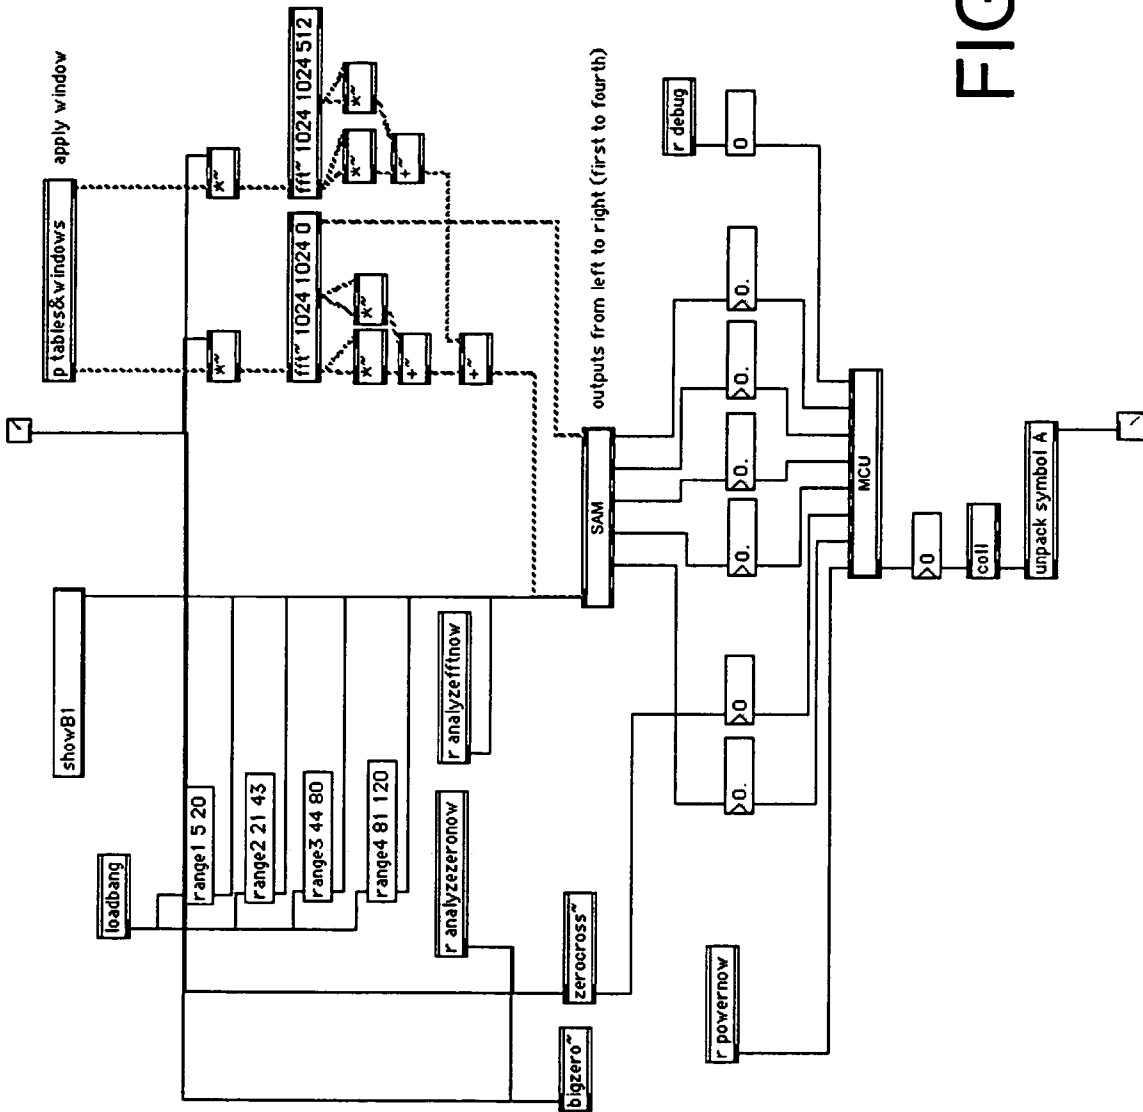 FIG
p tables&windows
apply window
showB1
loadbang
range1 5 20
range2 21 43
range3 44 80
range4 81 120
*~
*~
fft~ 1024 1024 0
fft~ 1024 1024 512
*~
*~
*~
*~
+~
+~
+~
r analyzezeronow
r analyzefftnow
bigzero~
zerocross~
SAM
outputs from left to right (first to fourth)
r powernow
r debug
0.
0
0.
0.
0.
0.
0
MCU
0
coll
unpack symbol A